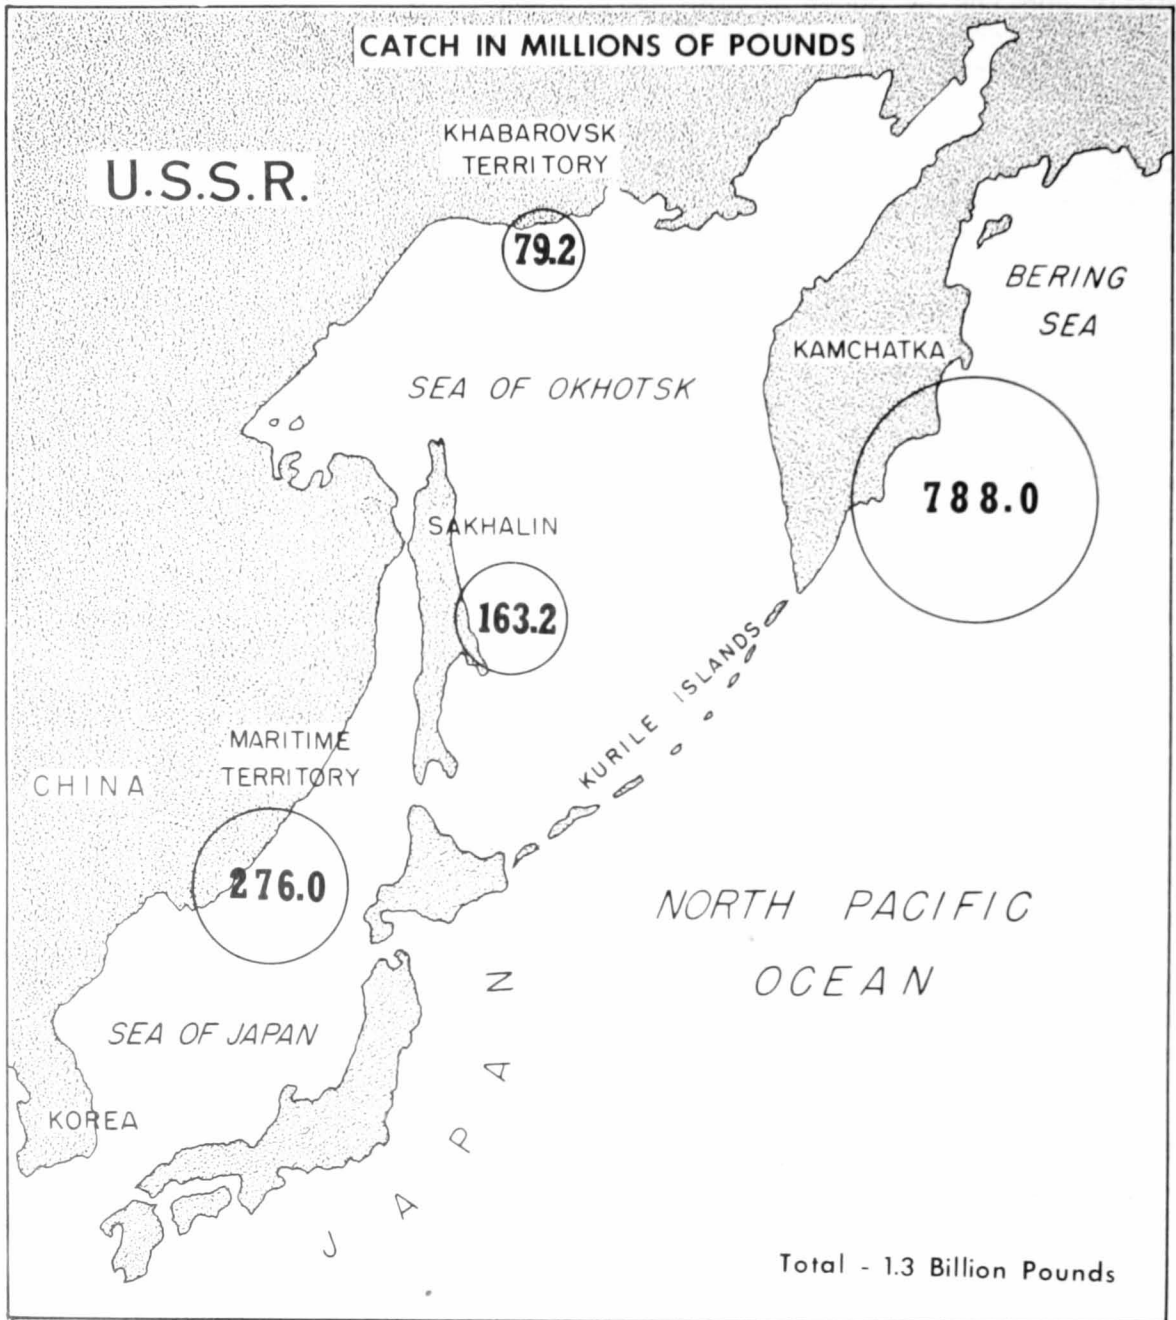 CATCH IN MILLIONS OF POUNDS
KHABAROVSK
TERRITORY
U.S.S.R.
79.2
BERING
SEA
KAMCHATKA
SEA OF OKHOTSK
788.0
SAKHALIN
163.2
KURILE ISLANDS
MARITIME
TERRITORY
CHINA
276.0
NORTH PACIFIC
OCEAN
SEA OF JAPAN
KOREA
JAPAN
Total - 1.3 Billion Pounds